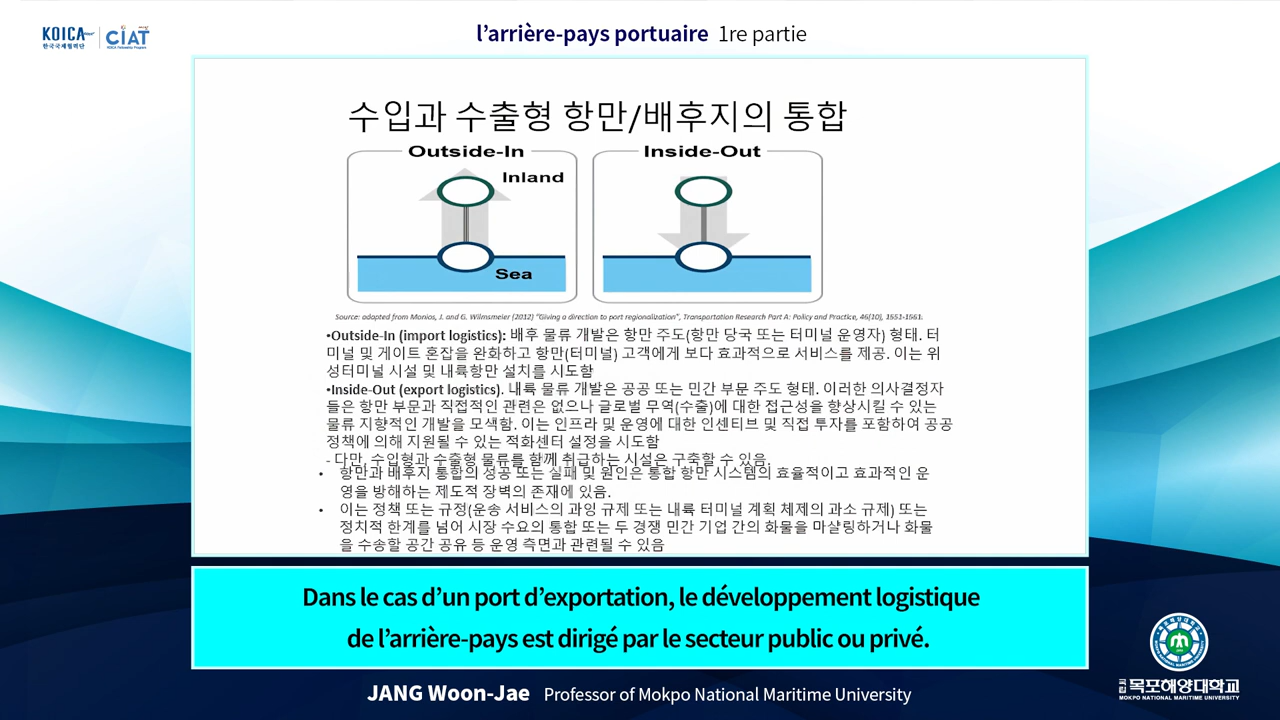 KOICA
한국국제협력단
CIAT
KOICA Fellowship Program
l’arrière-pays portuaire 1re partie
수입과 수출형 항만/배후지의 통합
Outside-In
Inland
Sea
Inside-Out
Source: adapted from Monios, J. and G. Wilmsmeier (2012) “Giving a direction to port regionalization”, Transportation Research Part A: Policy and Practice, 46(10), 1551-1561.
•Outside-In (import logistics): 배후 물류 개발은 항만 주도(항만 당국 또는 터미널 운영자) 형태. 터
미널 및 게이트 혼잡을 완화하고 항만(터미널) 고객에게 보다 효과적으로 서비스를 제공. 이는 위
성터미널 시설 및 내륙항만 설치를 시도함
•Inside-Out (export logistics). 내륙 물류 개발은 공공 또는 민간 부문 주도 형태. 이러한 의사결정자
들은 항만 부문과 직접적인 관련은 없으나 글로벌 무역(수출)에 대한 접근성을 향상시킬 수 있는
물류 지향적인 개발을 모색함. 이는 인프라 및 운영에 대한 인센티브 및 직접 투자를 포함하여 공공
정책에 의해 지원될 수 있는 적화센터 설정을 시도함
- 다만, 수입형과 수출형 물류를 함께 취급하는 시설은 구축할 수 있음.
• 항만과 배후지 통합의 성공 또는 실패 및 원인은 통합 항만 시스템의 효율적이고 효과적인 운
영을 방해하는 제도적 장벽의 존재에 있음.
• 이는 정책 또는 규정(운송 서비스의 과잉 규제 또는 내륙 터미널 계획 체제의 과소 규제) 또는
정치적 한계를 넘어 시장 수요의 통합 또는 두 경쟁 민간 기업 간의 화물을 마샬링하거나 화물
을 수송할 공간 공유 등 운영 측면과 관련될 수 있음
Dans le cas d’un port d’exportation, le développement logistique
de l’arrière-pays est dirigé par le secteur public ou privé.
JANG Woon-Jae Professor of Mokpo National Maritime University
국립 목포해양대학교
MOKPO NATIONAL MARITIME UNIVERSITY